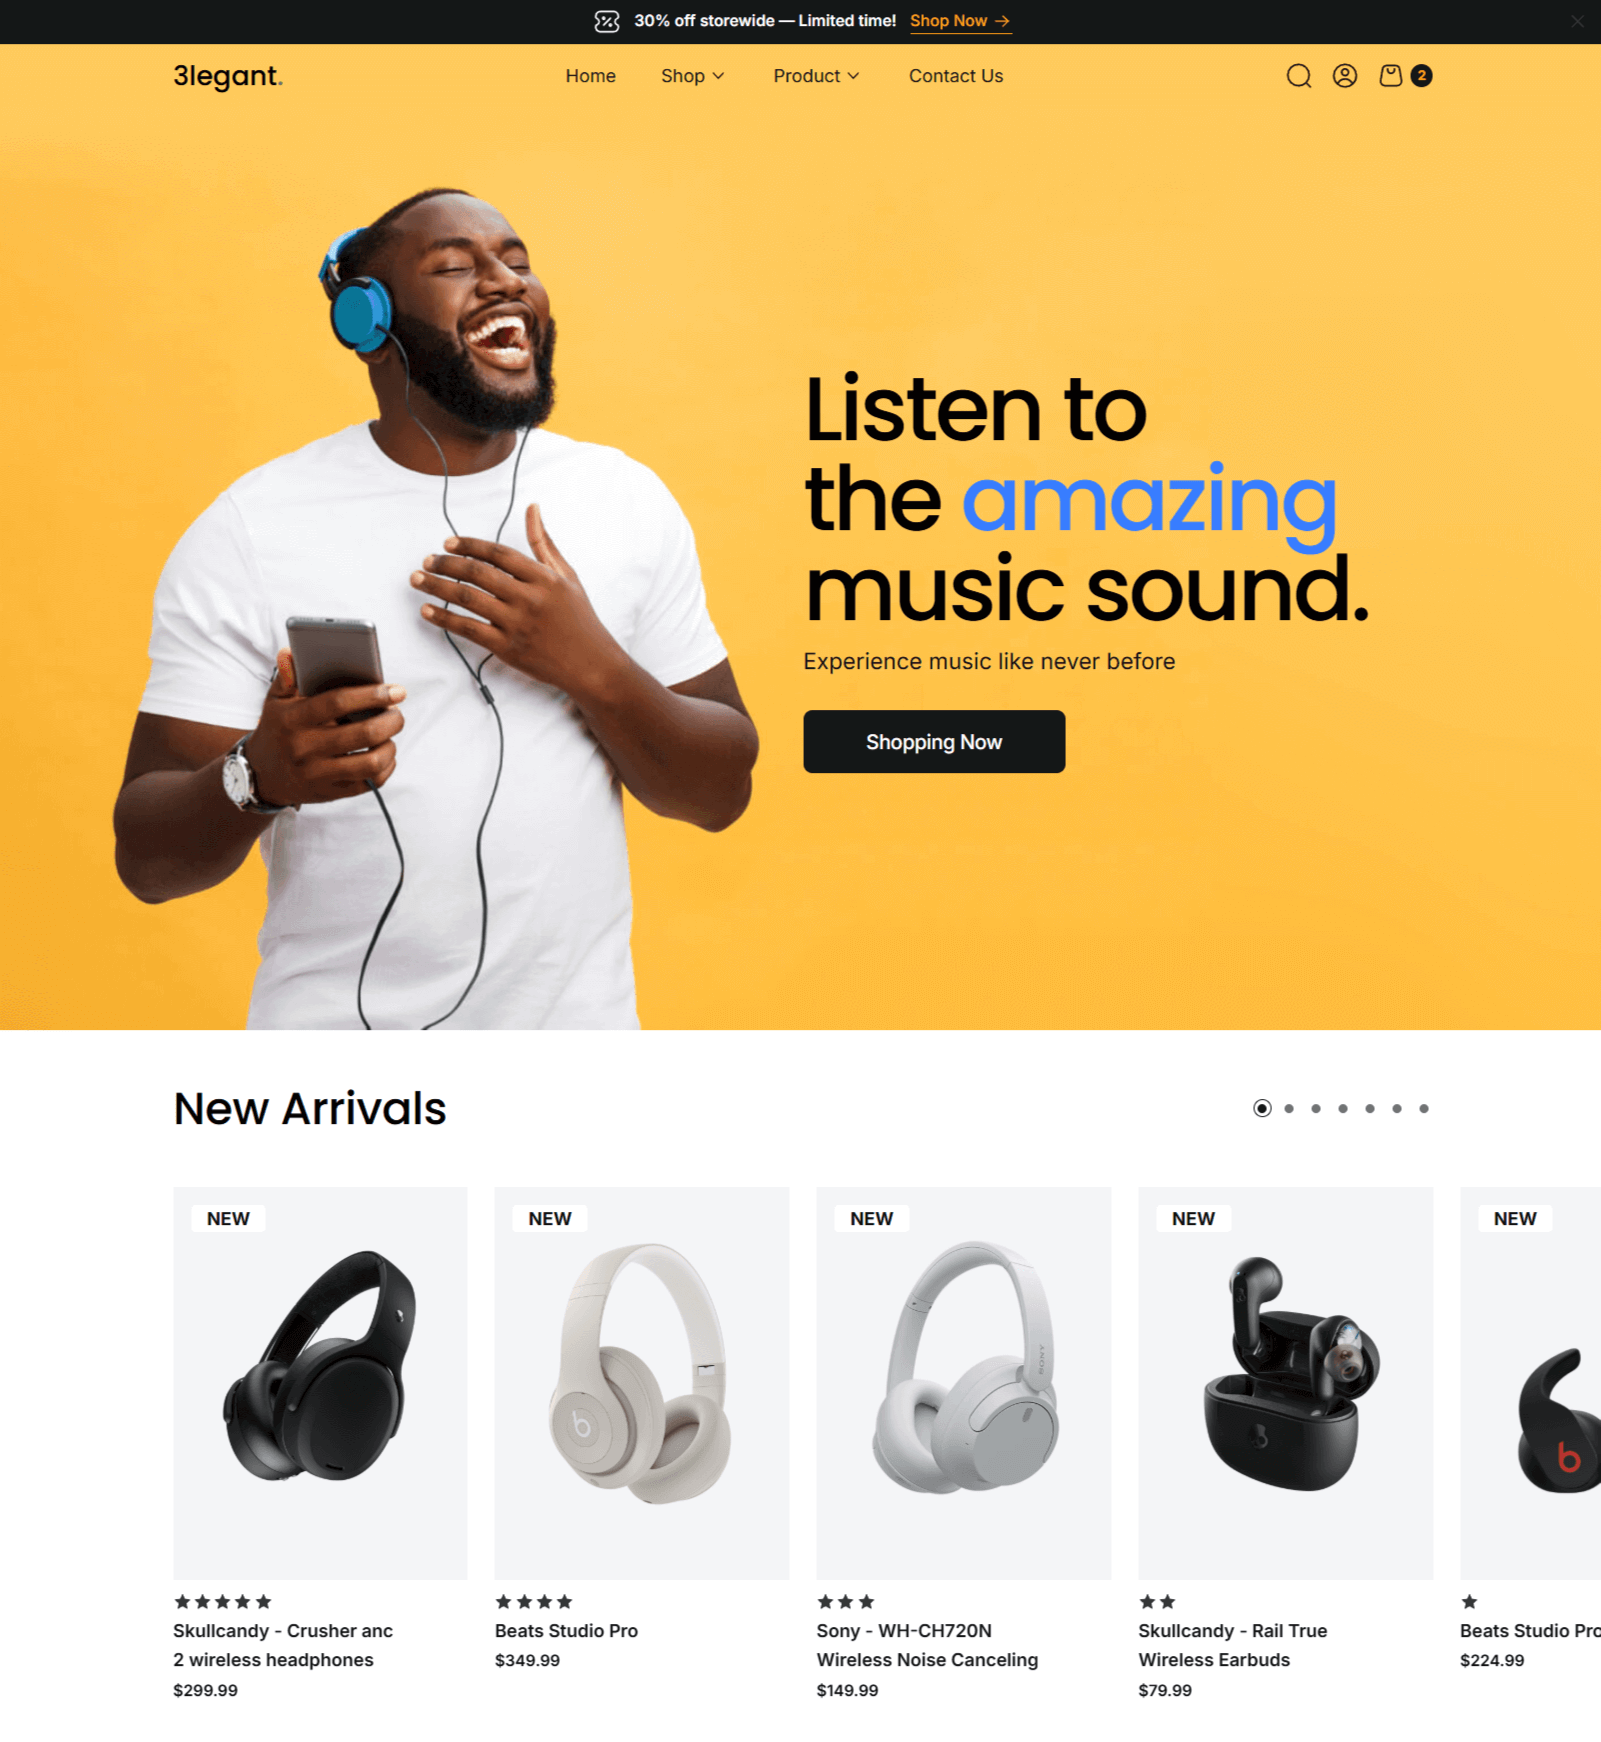 30% off storewide — Limited time! Shop Now →
3legant.
Home Shop Product Contact Us
2
Listen to
the amazing
music sound.
Experience music like never before
Shopping Now
New Arrivals
NEW
NEW
NEW
NEW
NEW
b
SONY
b
Skullcandy - Crusher anc
2 wireless headphones
$299.99
Beats Studio Pro
$349.99
Sony - WH-CH720N
Wireless Noise Canceling
$149.99
Skullcandy - Rail True
Wireless Earbuds
$79.99
Beats Studio Pro
$224.99